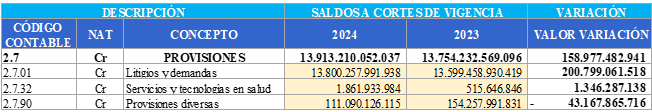 DESCRIPCIÓN SALDOS A CORTES DE VIGENCIA VARIACIÓN
CÓDIGO CONTABLE NAT CONCEPTO 2024 2023 VALOR VARIACIÓN
2.7 Cr PROVISIONES 13.913.210.052.037 13.754.232.569.096 158.977.482.941
2.7.01 Cr Litigios y demandas 13.800.257.991.938 13.599.458.930.419 200.799.061.518
2.7.32 Cr Servicios y tecnologías en salud 1.861.933.984 515.646.846 1.346.287.138
2.7.90 Cr Provisiones diversas 111.090.126.115 154.257.991.831 - 43.167.865.716